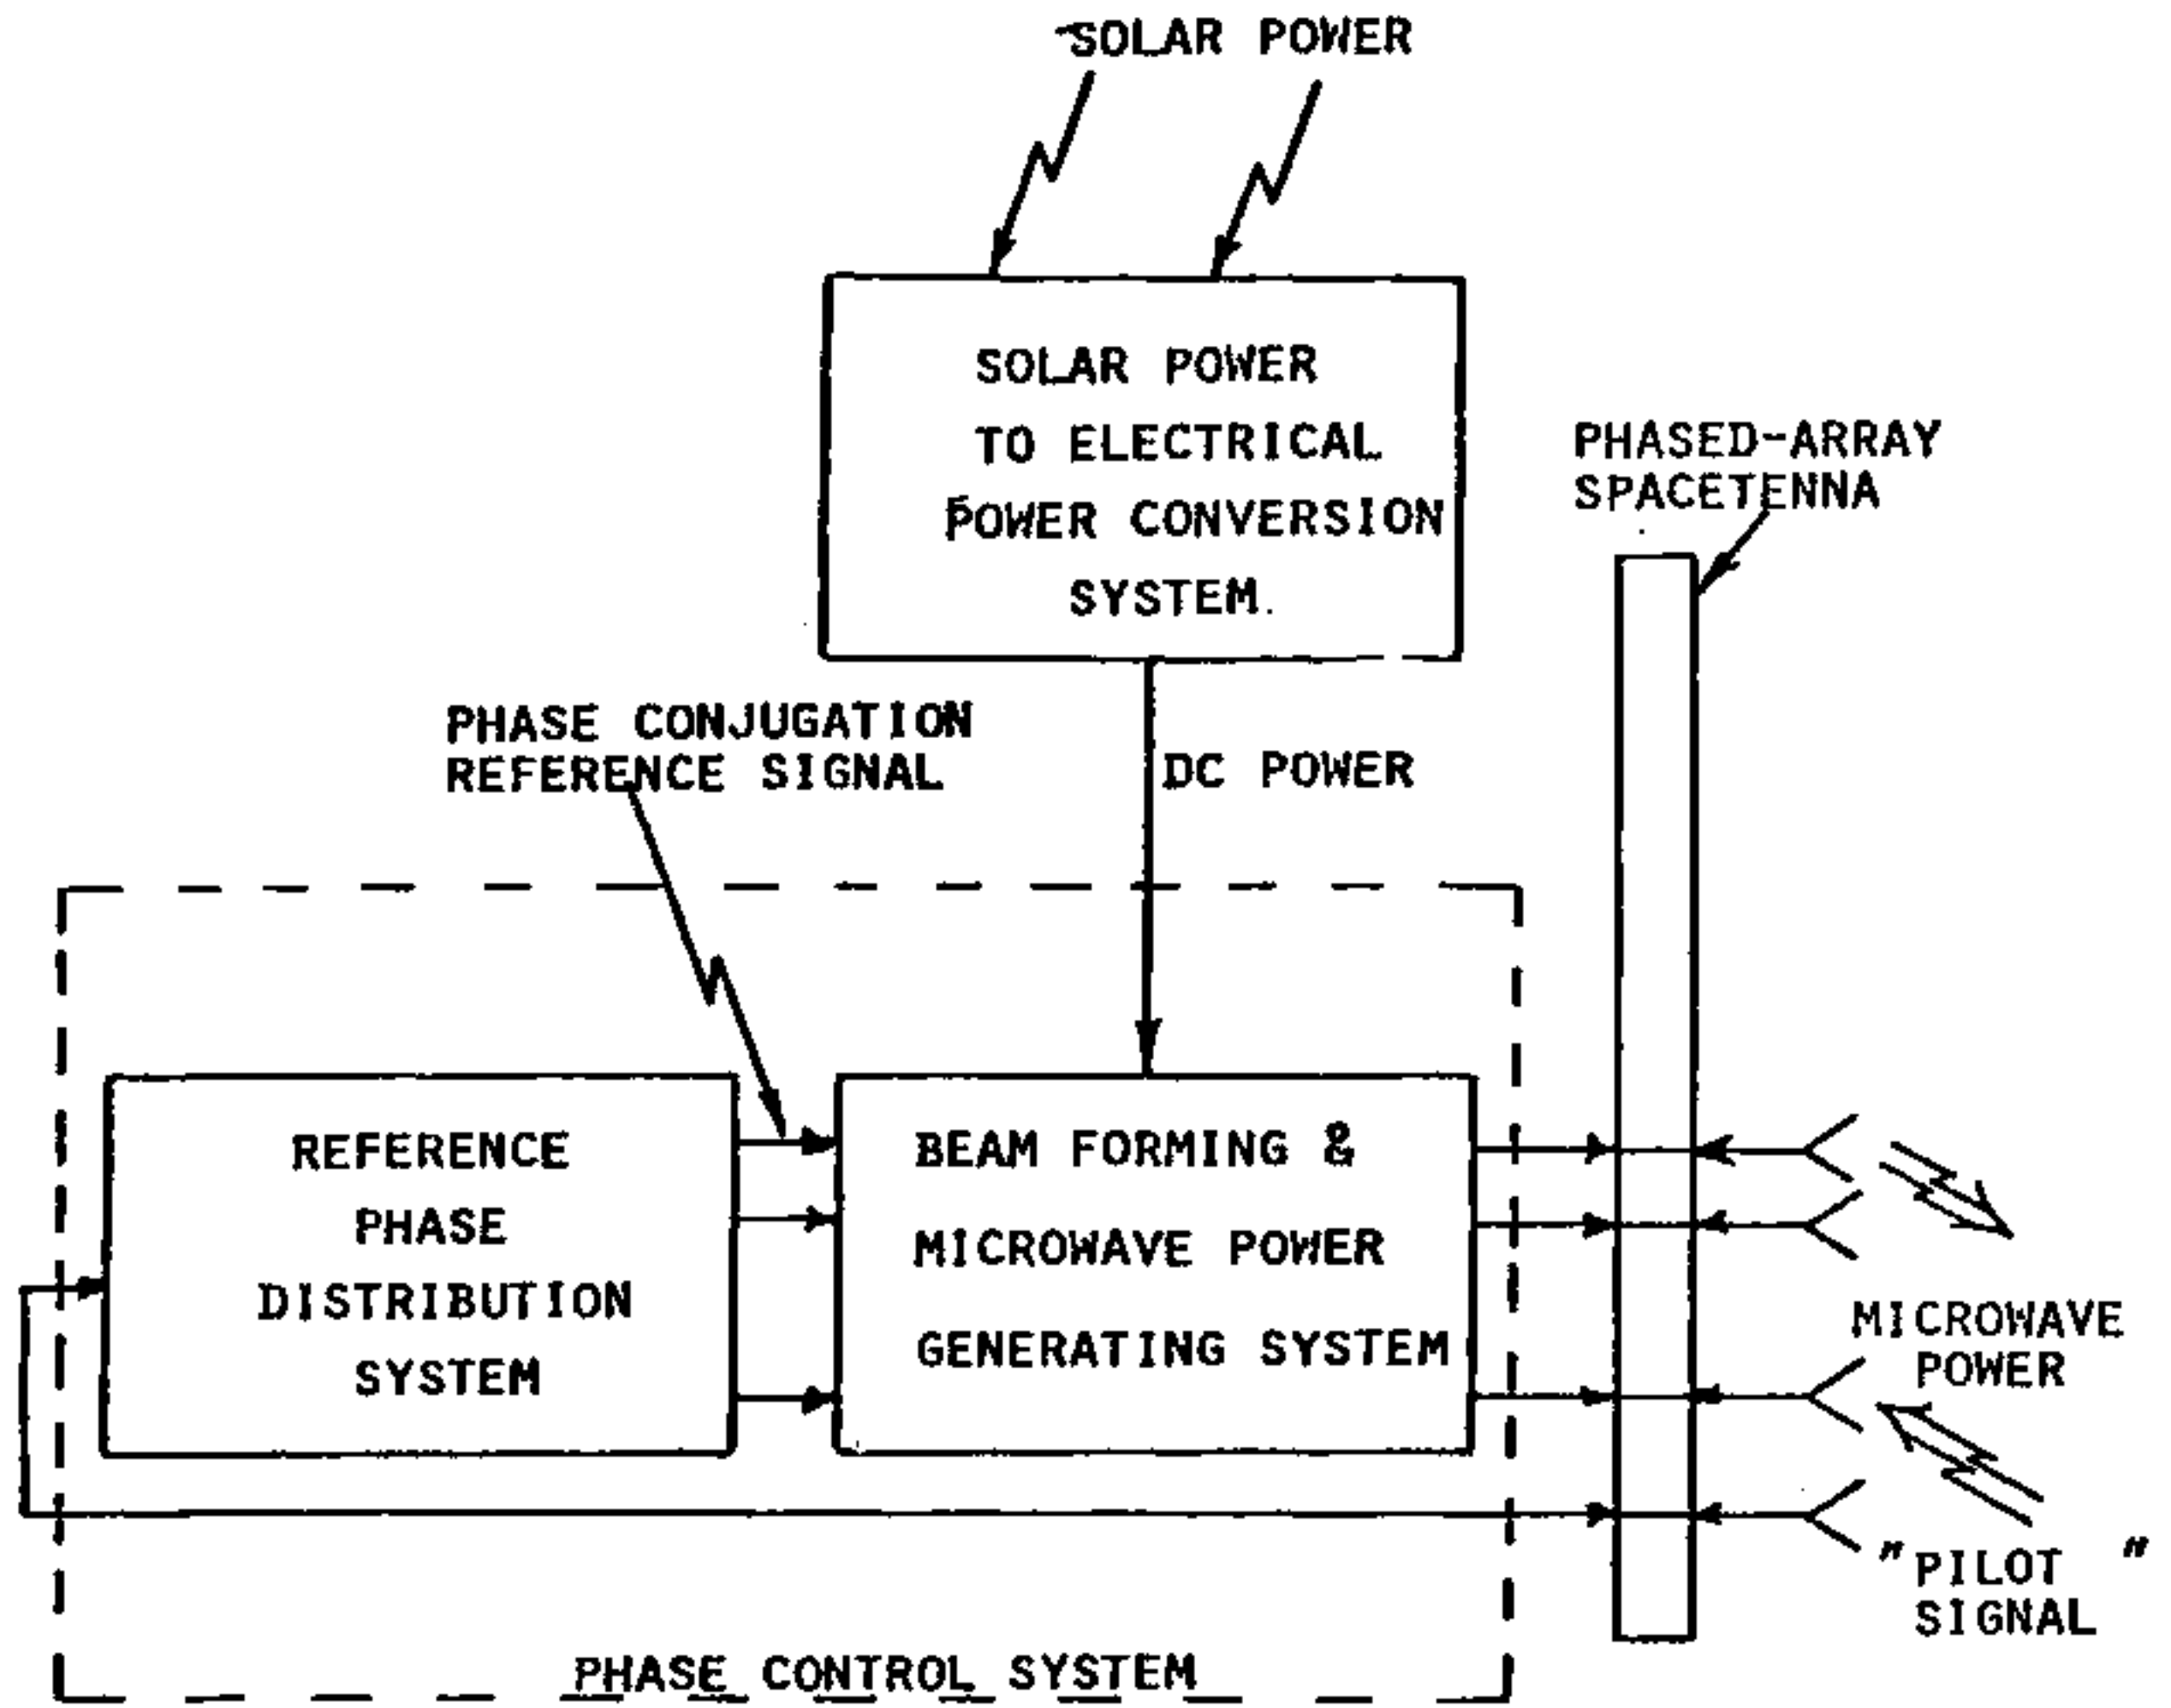 SOLAR POWER
SOLAR POWER
TO ELECTRICAL
POWER CONVERSION
SYSTEM.
PHASED-ARRAY
SPACETENNA
PHASE CONJUGATION
REFERENCE SIGNAL
DC POWER
REFERENCE
PHASE
DISTRIBUTION
SYSTEM
BEAM FORMING &
MICROWAVE POWER
GENERATING SYSTEM
MICROWAVE
POWER
"PILOT "
SIGNAL
PHASE CONTROL SYSTEM